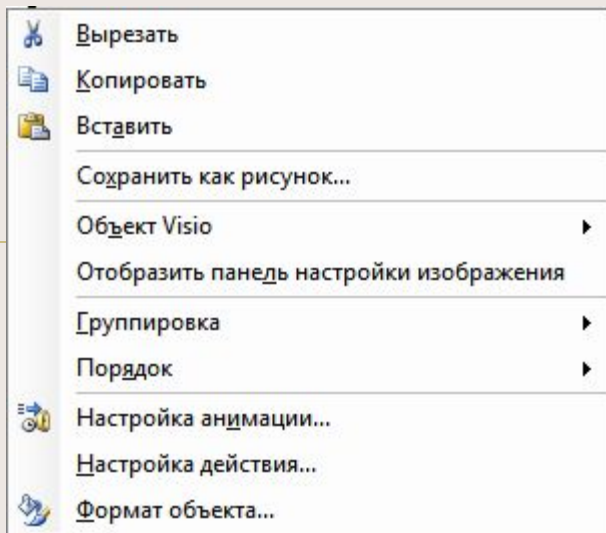 Вырезать
Копировать
Вставить
Сохранить как рисунок...
Объект Visio
Отобразить панель настройки изображения
Группировка
Порядок
Настройка анимации...
Настройка действия...
Формат объекта...